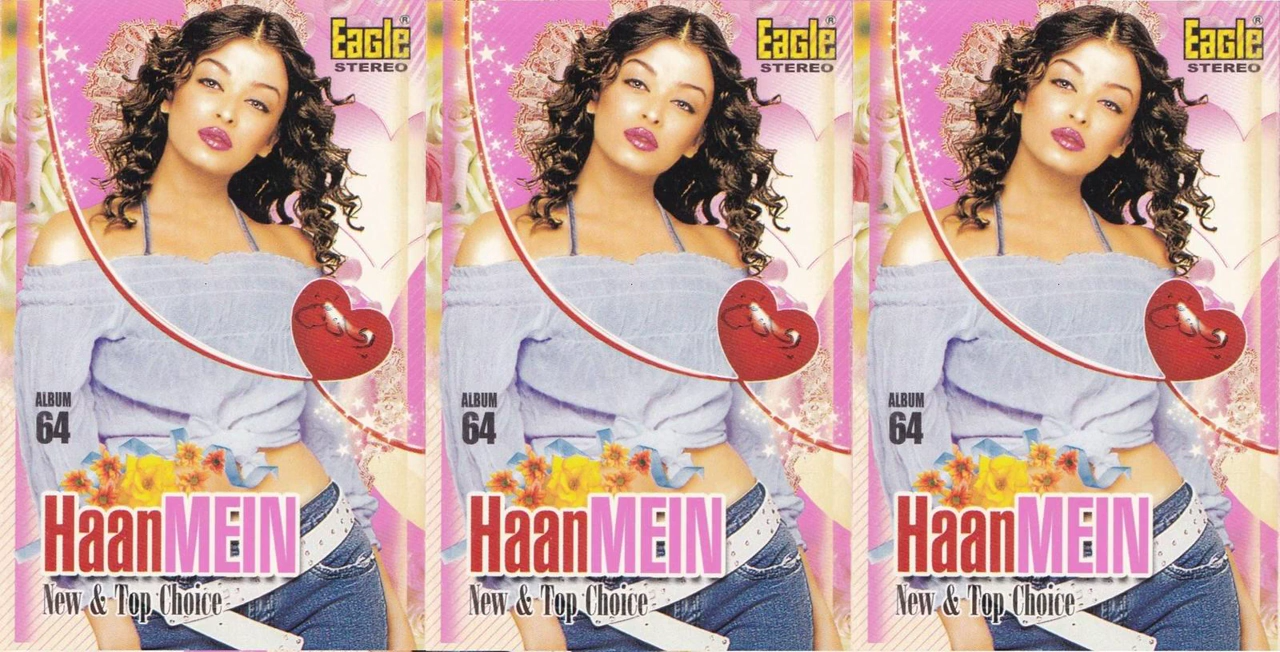 Eagle®
STEREO
ALBUM
64
HaanMEIN
New & Top Choice
Eagle®
STEREO
ALBUM
64
HaanMEIN
New & Top Choice
Eagle®
STEREO
ALBUM
64
HaanMEIN
New & Top Choice